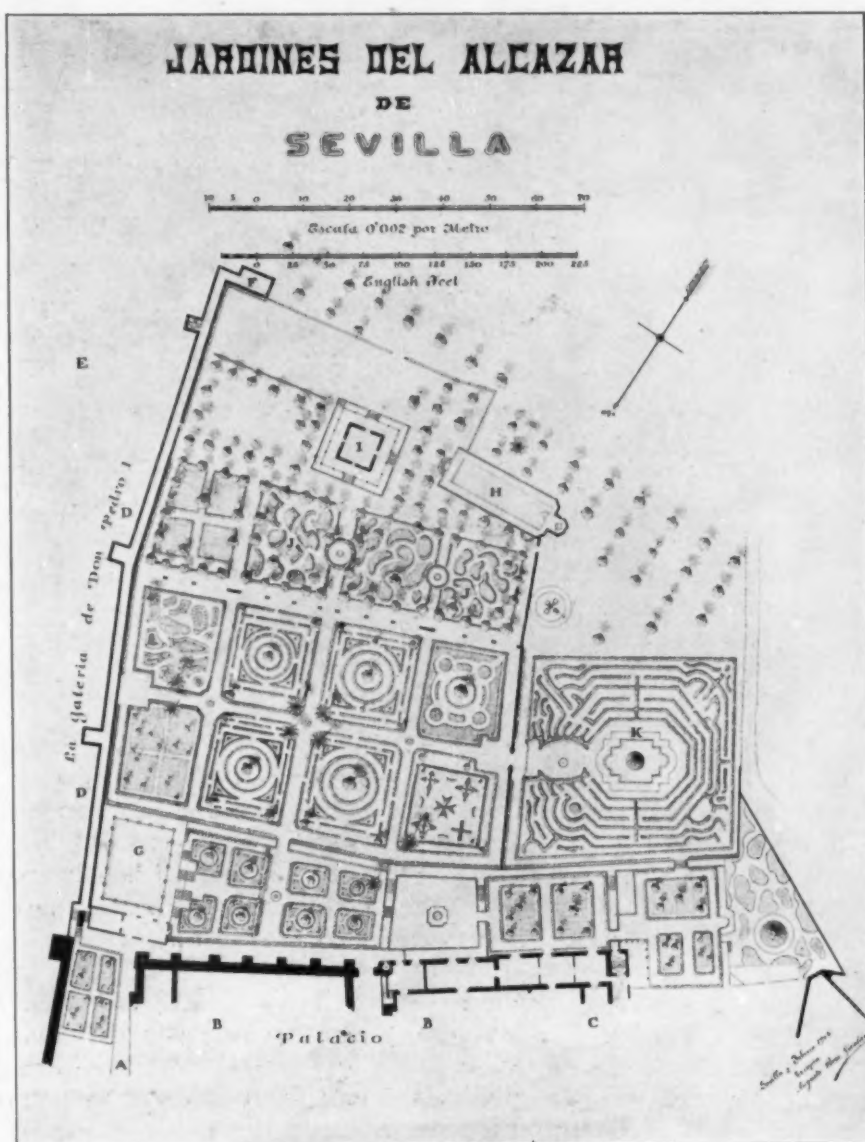 JARDINES DEL ALCAZAR
DE
SEVILLA
10 5 0 10 20 30 40 50 60 70
Escala 0'002 por Metro
0 25 50 75 100 125 150 175 200 225
English Feet
F
E
I
H
D
La Galeria de Don Pedro I
J
K
D
G
B
B
C
Palacio
A
Sevilla